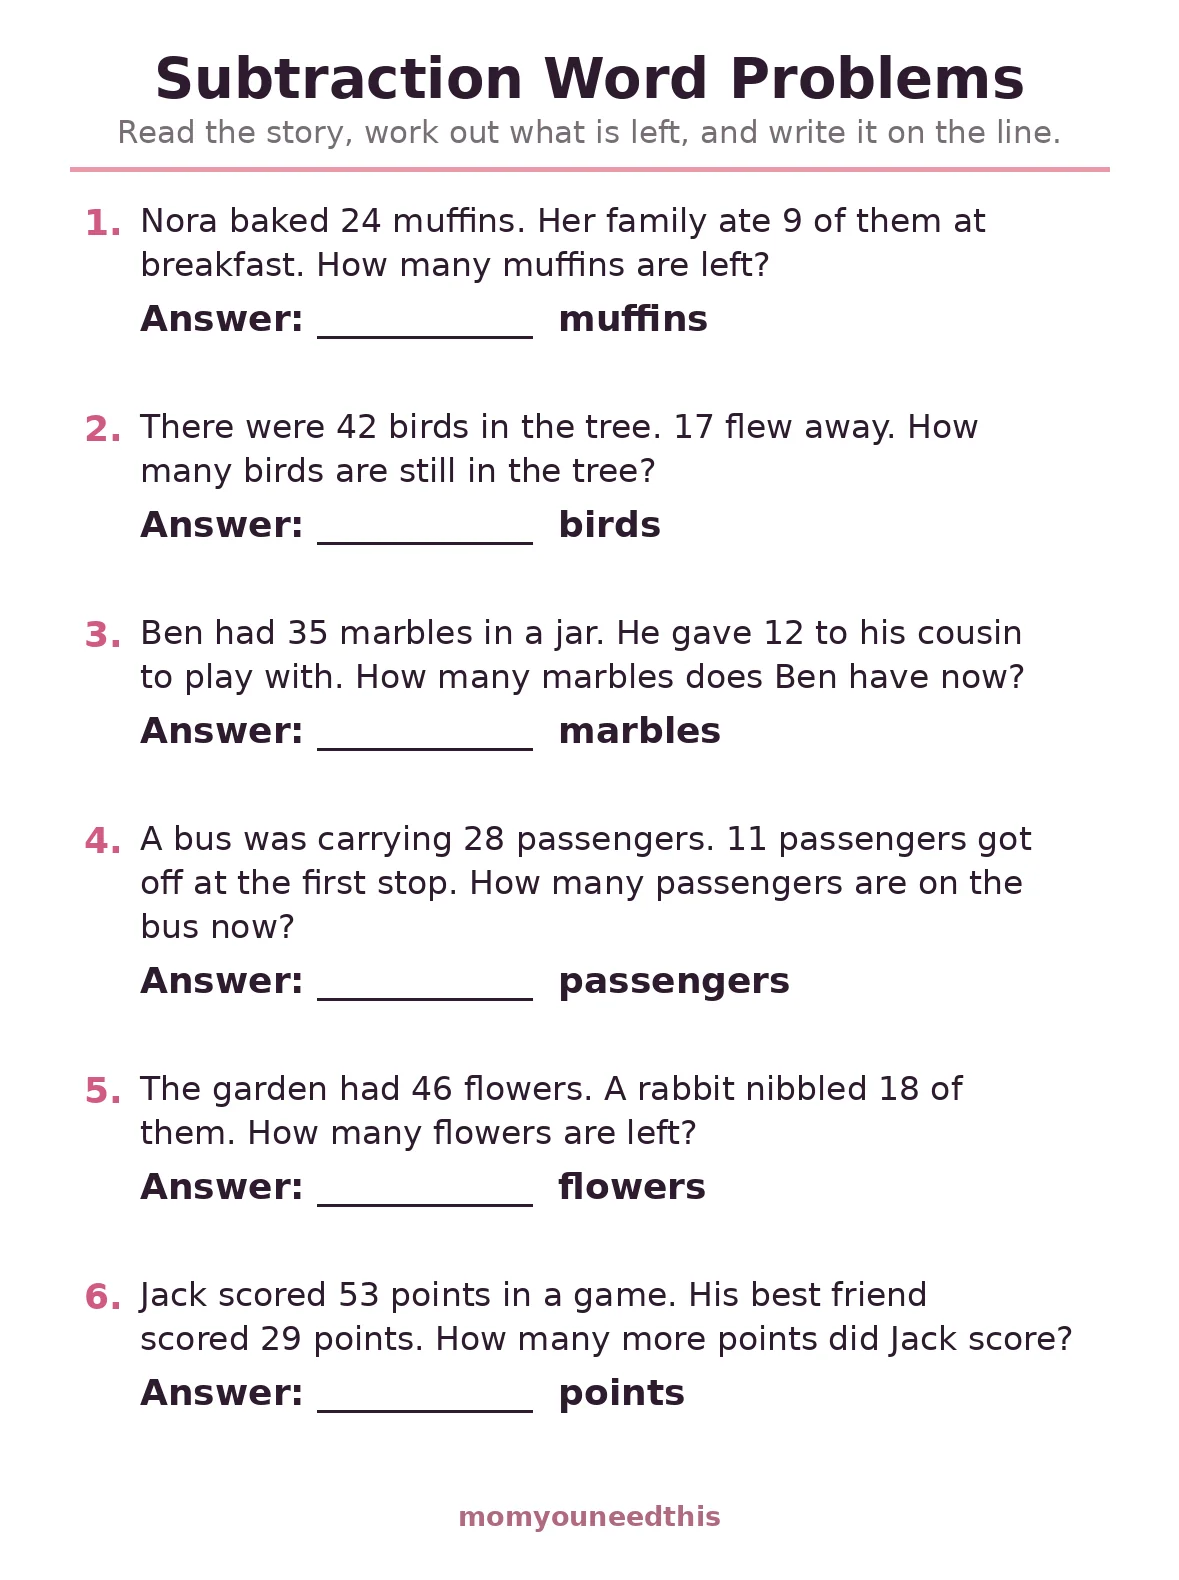 Subtraction Word Problems
Read the story, work out what is left, and write it on the line.
1. Nora baked 24 muffins. Her family ate 9 of them at
breakfast. How many muffins are left?
Answer: ____________ muffins
2. There were 42 birds in the tree. 17 flew away. How
many birds are still in the tree?
Answer: ____________ birds
3. Ben had 35 marbles in a jar. He gave 12 to his cousin
to play with. How many marbles does Ben have now?
Answer: ____________ marbles
4. A bus was carrying 28 passengers. 11 passengers got
off at the first stop. How many passengers are on the
bus now?
Answer: ____________ passengers
5. The garden had 46 flowers. A rabbit nibbled 18 of
them. How many flowers are left?
Answer: ____________ flowers
6. Jack scored 53 points in a game. His best friend
scored 29 points. How many more points did Jack score?
Answer: ____________ points
momyouneedthis